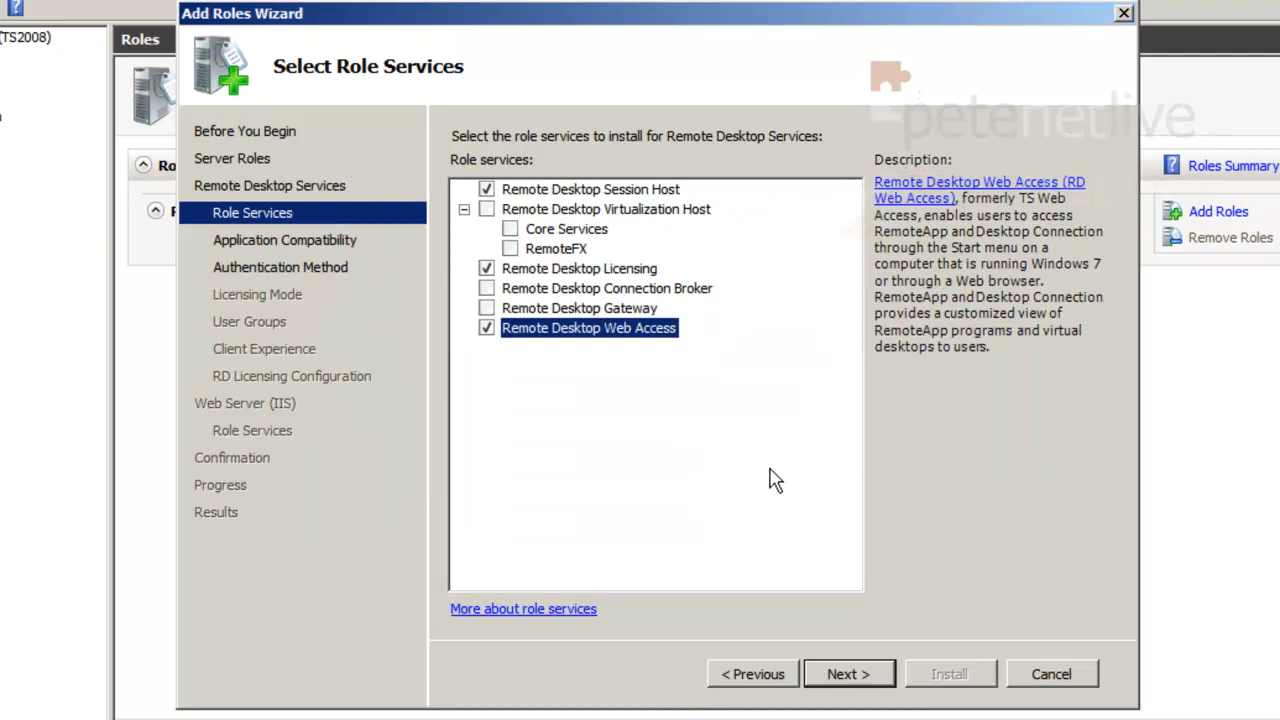 Add Roles Wizard
(TS2008)
Roles
Select Role Services
petenetlive
Before You Begin
Server Roles
Remote Desktop Services
Role Services
Application Compatibility
Authentication Method
Licensing Mode
User Groups
Client Experience
RD Licensing Configuration
Web Server (IIS)
Role Services
Confirmation
Progress
Results
Select the role services to install for Remote Desktop Services:
Role services:
Remote Desktop Session Host
Remote Desktop Virtualization Host
Core Services
RemoteFX
Remote Desktop Licensing
Remote Desktop Connection Broker
Remote Desktop Gateway
Remote Desktop Web Access
More about role services
Description:
Remote Desktop Web Access (RD
Web Access), formerly TS Web
Access, enables users to access
RemoteApp and Desktop Connection
through the Start menu on a
computer that is running Windows 7
or through a Web browser.
RemoteApp and Desktop Connection
provides a customized view of
RemoteApp programs and virtual
desktops to users.
Ro
Roles Summary
Add Roles
Remove Roles
< Previous
Next >
Install
Cancel